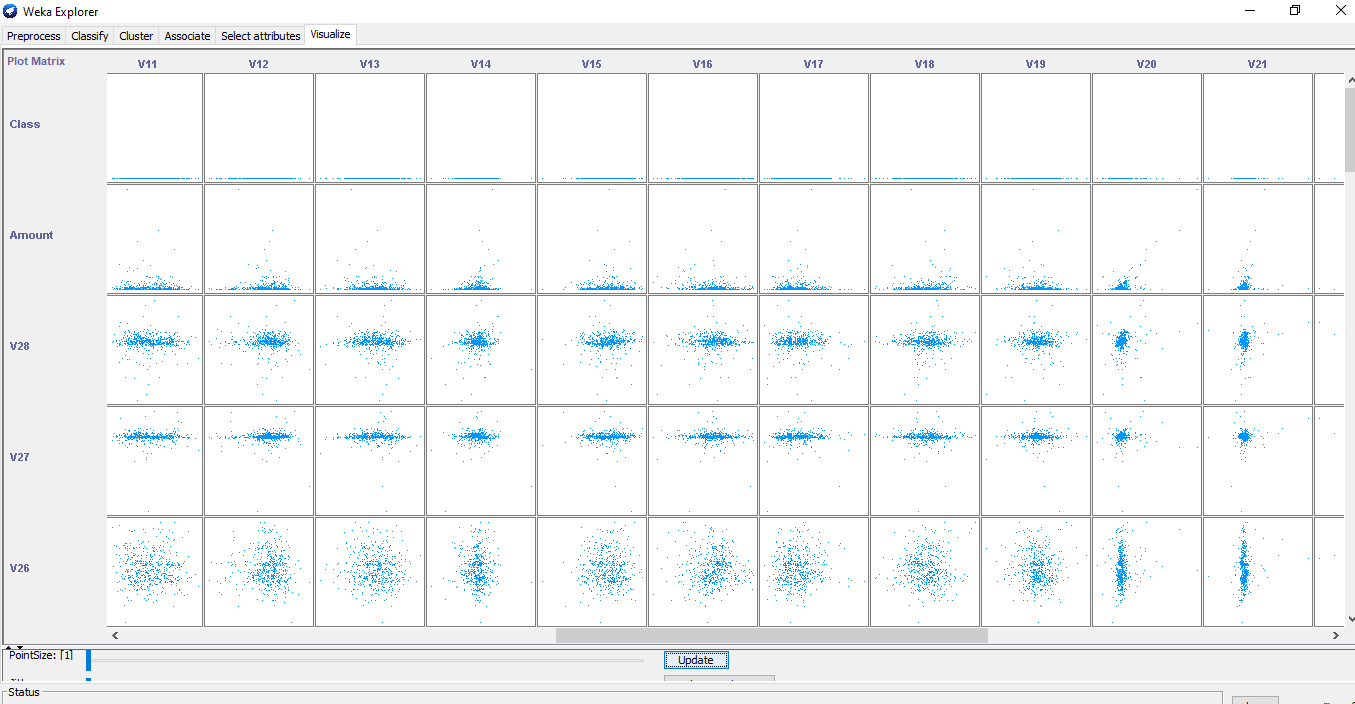 Weka Explorer
Preprocess Classify Cluster Associate Select attributes Visualize
Plot Matrix V11 V12 V13 V14 V15 V16 V17 V18 V19 V20 V21
Class
Amount
V28
V27
V26
PointSize: [1] Update
Status